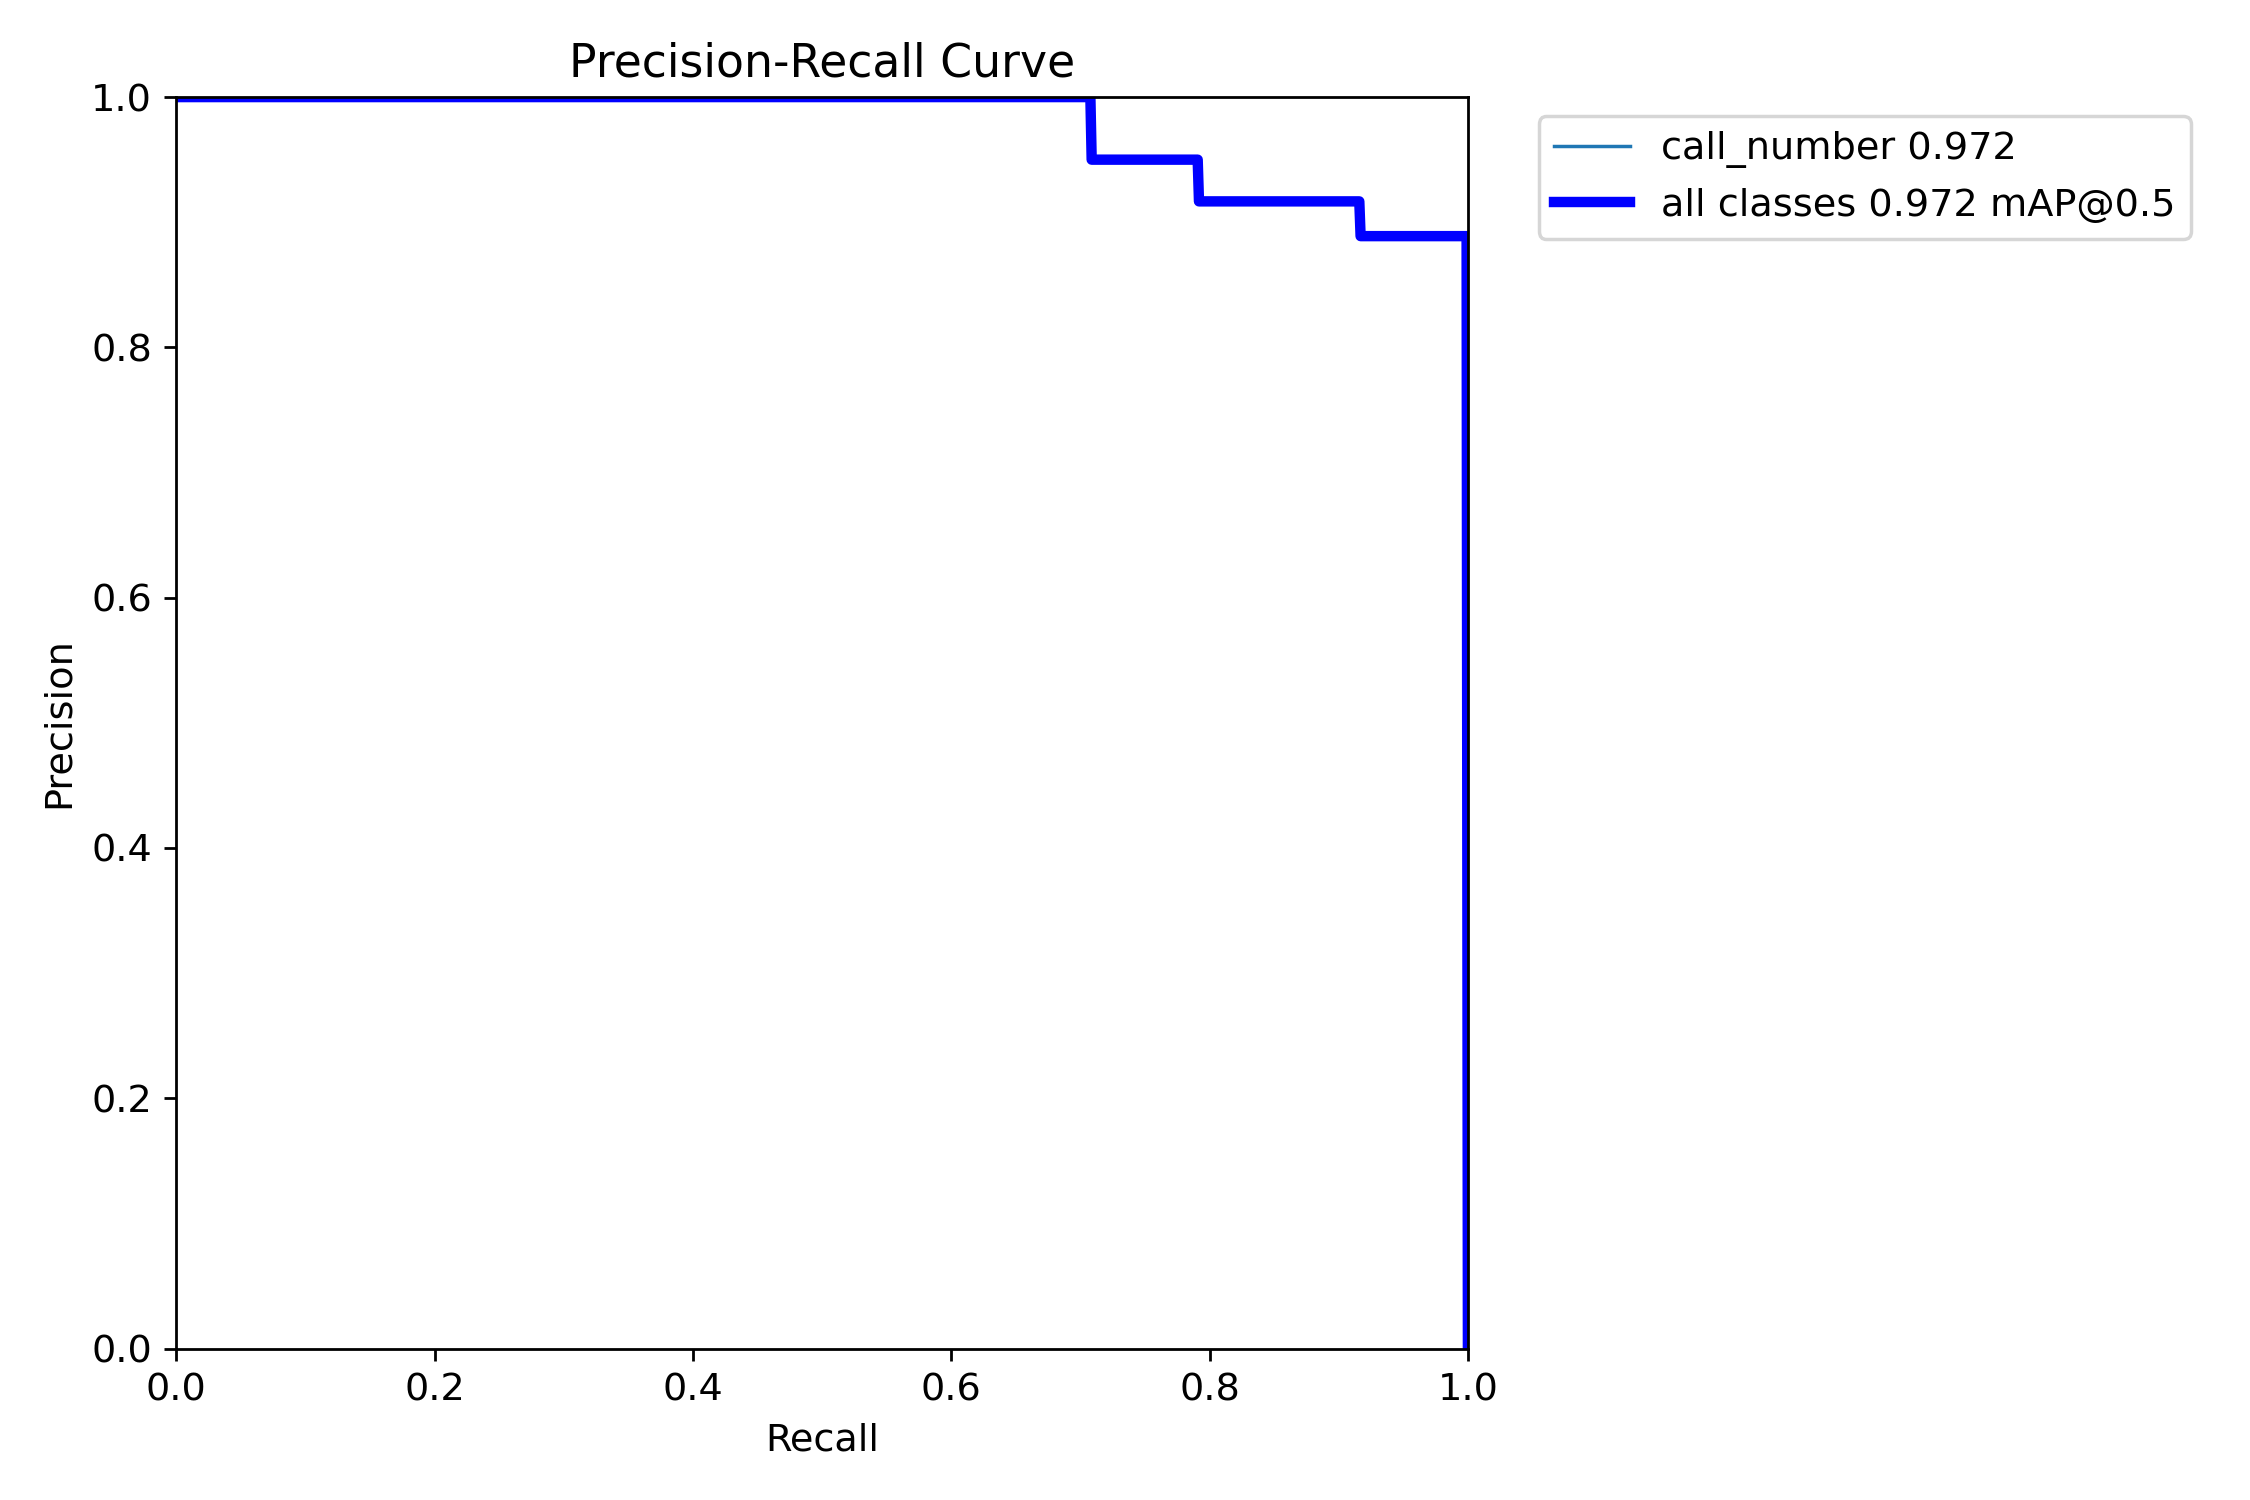 Precision-Recall Curve
call_number 0.972
all classes 0.972 mAP@0.5
Precision
1.0
0.8
0.6
0.4
0.2
0.0
0.0 0.2 0.4 0.6 0.8 1.0
Recall